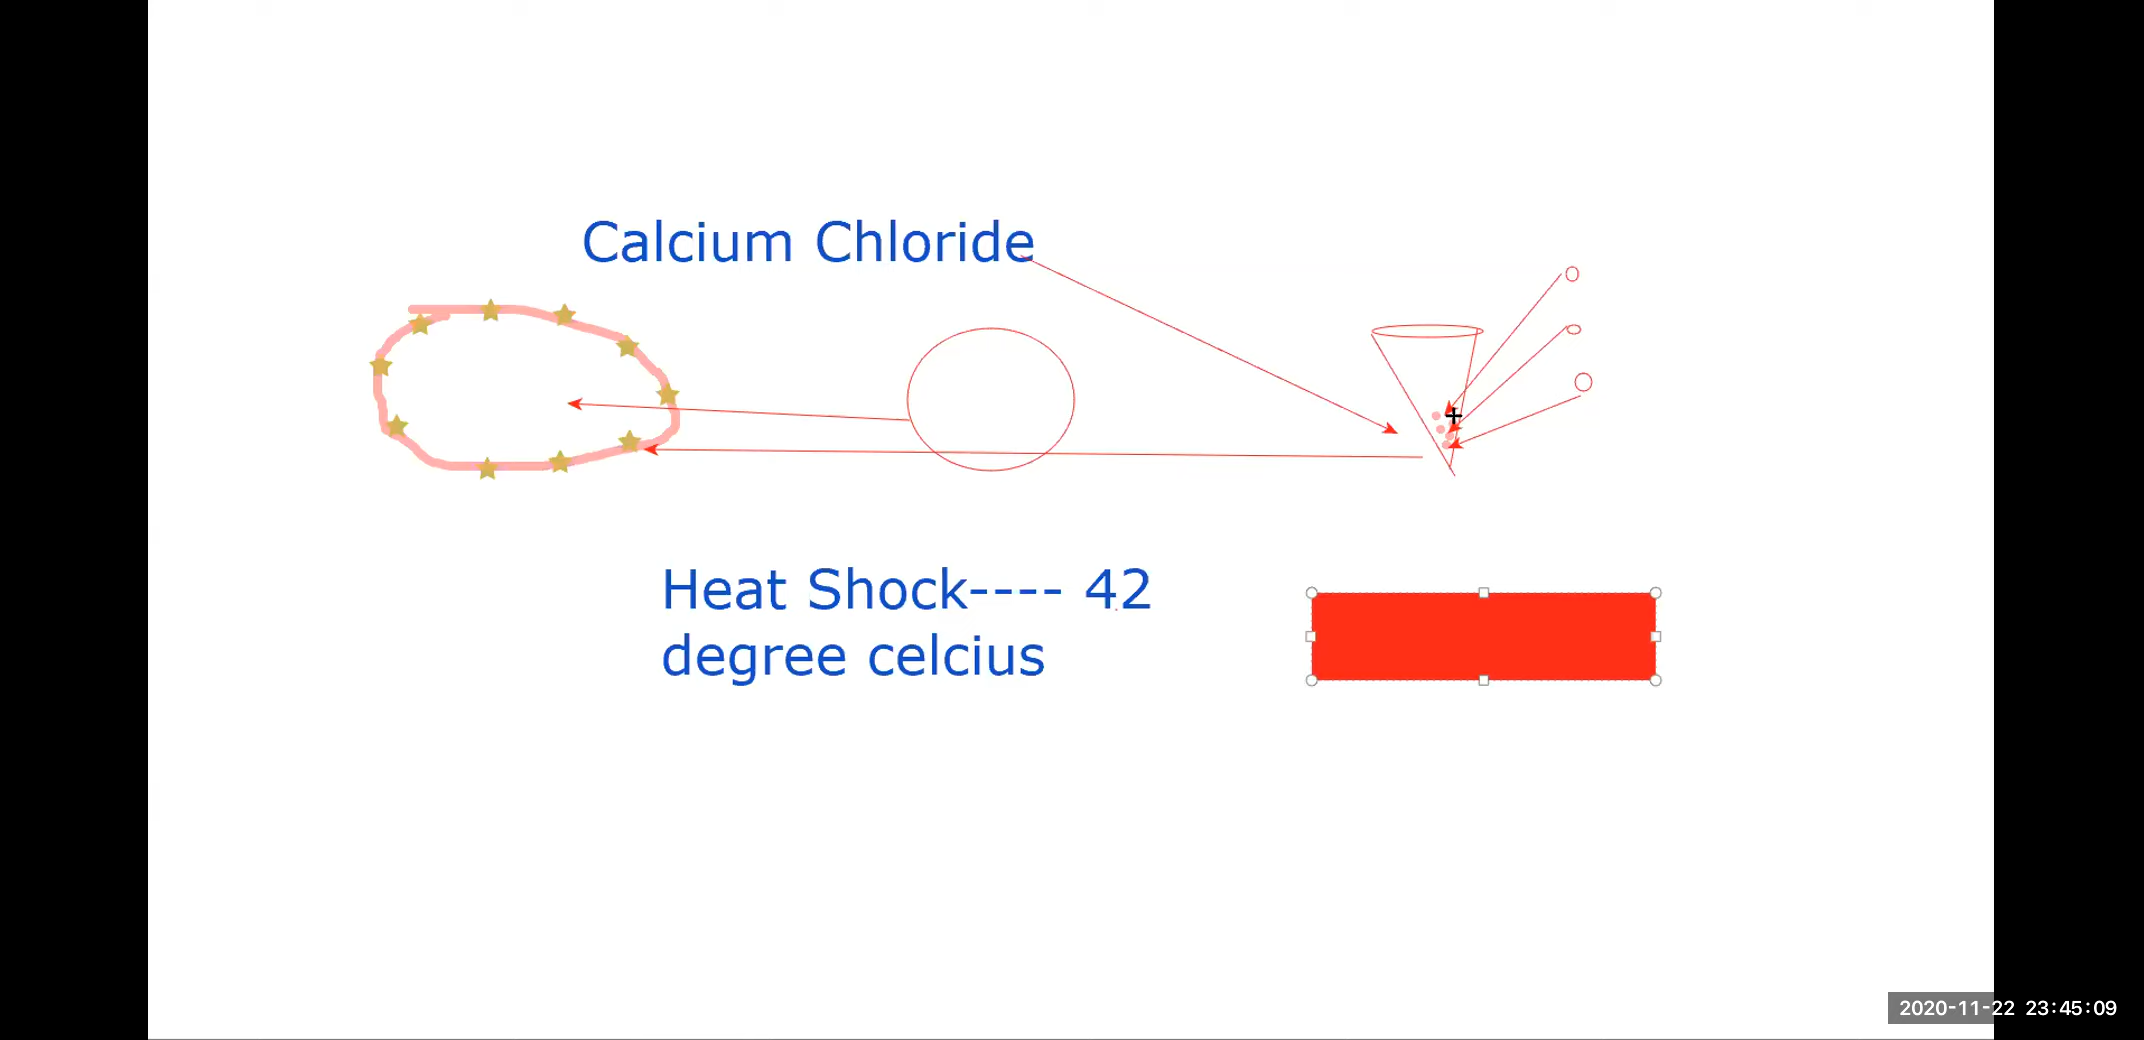 Calcium Chloride
Heat Shock---- 42
degree celcius
2020-11-22 23:45:09